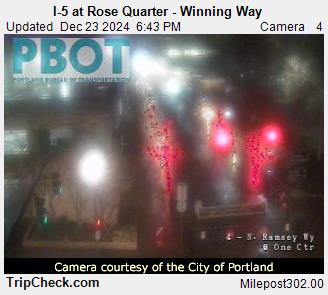 I-5 at Rose Quarter - Winning Way
Updated Dec 23 2024 6:43 PM Camera 4
PBOT
PORTLAND BUREAU OF TRANSPORTATION
4 - N. Ramsey Wy
@ One Ctr
Camera courtesy of the City of Portland
TripCheck.com Milepost302.00